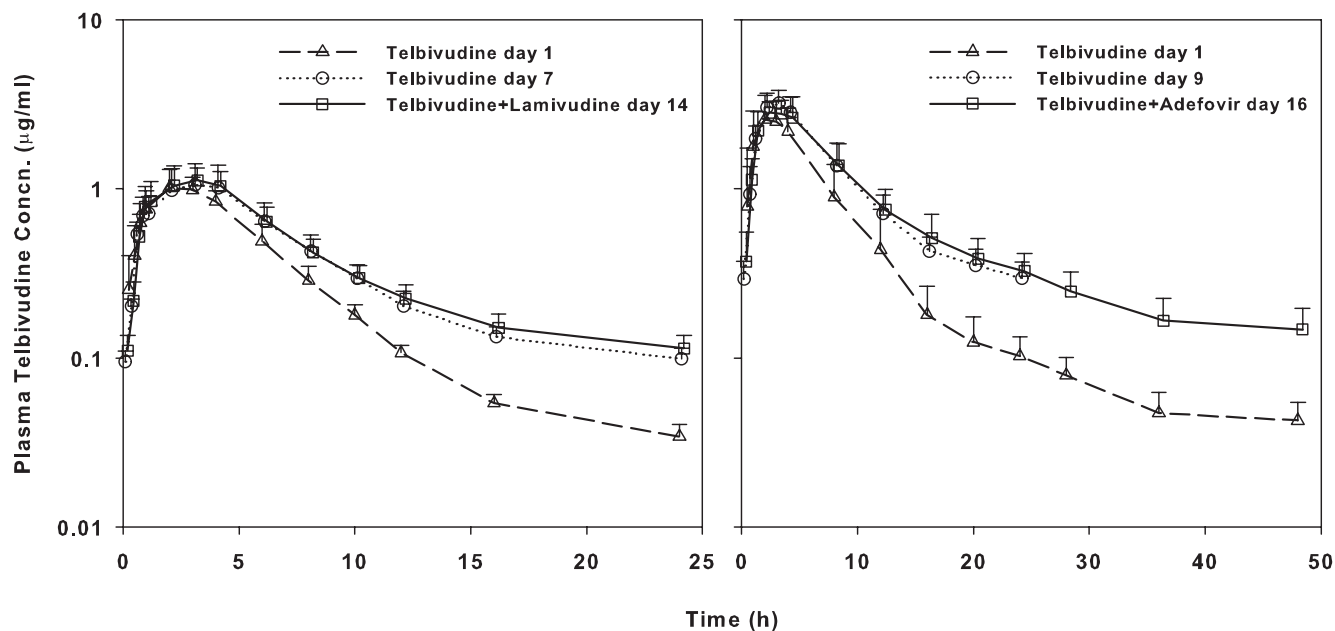 Plasma Telbivudine Concn. (μg/ml)
10
1
0.1
0.01
Telbivudine day 1
Telbivudine day 7
Telbivudine+Lamivudine day 14
0 5 10 15 20 25
Telbivudine day 1
Telbivudine day 9
Telbivudine+Adefovir day 16
0 10 20 30 40 50
Time (h)